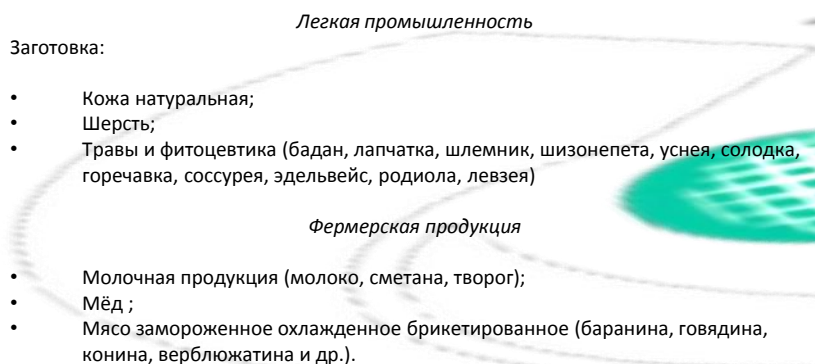 Легкая промышленность
Заготовка:
• Кожа натуральная;
• Шерсть;
• Травы и фитоцевтика (бадан, лапчатка, шлемник, шизонепета, уснея, солодка,
горечавка, соссурея, эдельвейс, родиола, левзея)
Фермерская продукция
• Молочная продукция (молоко, сметана, творог);
• Мёд ;
• Мясо замороженное охлажденное брикетированное (баранина, говядина,
конина, верблюжатина и др.).